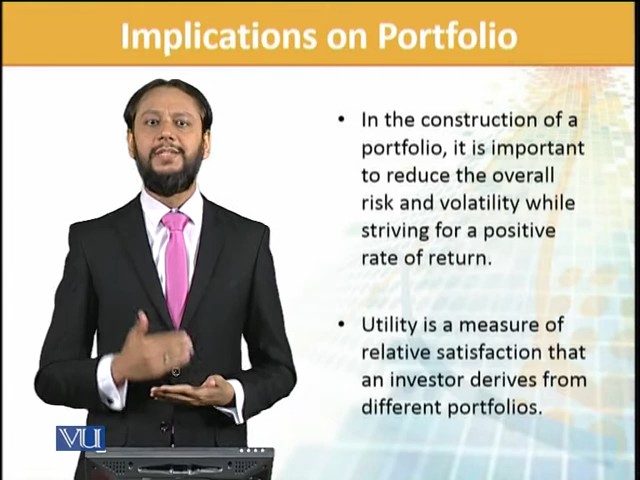 Implications on Portfolio
• In the construction of a
portfolio, it is important
to reduce the overall
risk and volatility while
striving for a positive
rate of return.
• Utility is a measure of
relative satisfaction that
an investor derives from
different portfolios.
VU